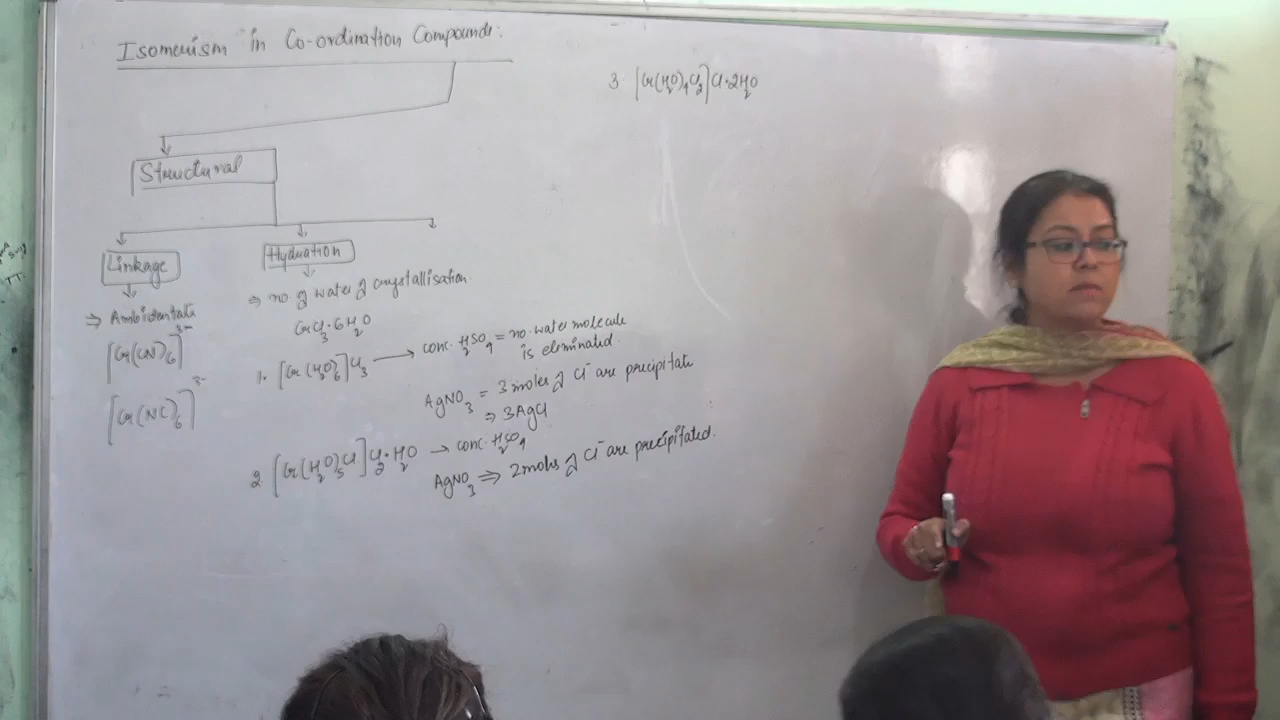 Isomerism in Co-ordination Compounds:
Structural
Linkage
⇒ Ambidentate
[Cr(CN)6]3-
[Cr(NC)6]3-
Hydration
⇒ no. of water of crystallisation
CrCl3.6H2O
1. [Cr(H2O)6]Cl3 → conc. H2SO4 = no water molecule
is eliminated.
AgNO3 = 3 moles of Cl- are precipitate
⇒ 3AgCl
2. [Cr(H2O)5Cl]Cl2.H2O → conc. H2SO4
AgNO3 ⇒ 2 moles of Cl- are precipitated.
3. [Cr(H2O)4Cl2]Cl.2H2O